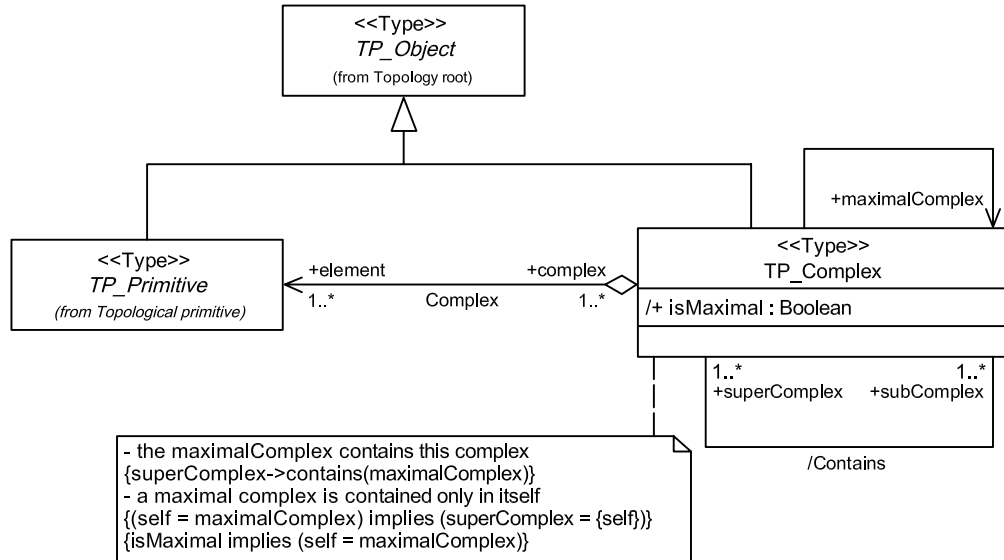 <<Type>>
TP_Object
(from Topology root)
+maximalComplex
<<Type>>
TP_Primitive
(from Topological primitive)
+element
1..*
Complex
+complex
1..*
<<Type>>
TP_Complex
/+ isMaximal : Boolean
1..*
+superComplex
1..*
+subComplex
/Contains
- the maximalComplex contains this complex
{superComplex->contains(maximalComplex)}
- a maximal complex is contained only in itself
{(self = maximalComplex) implies (superComplex = {self})}
{isMaximal implies (self = maximalComplex)}